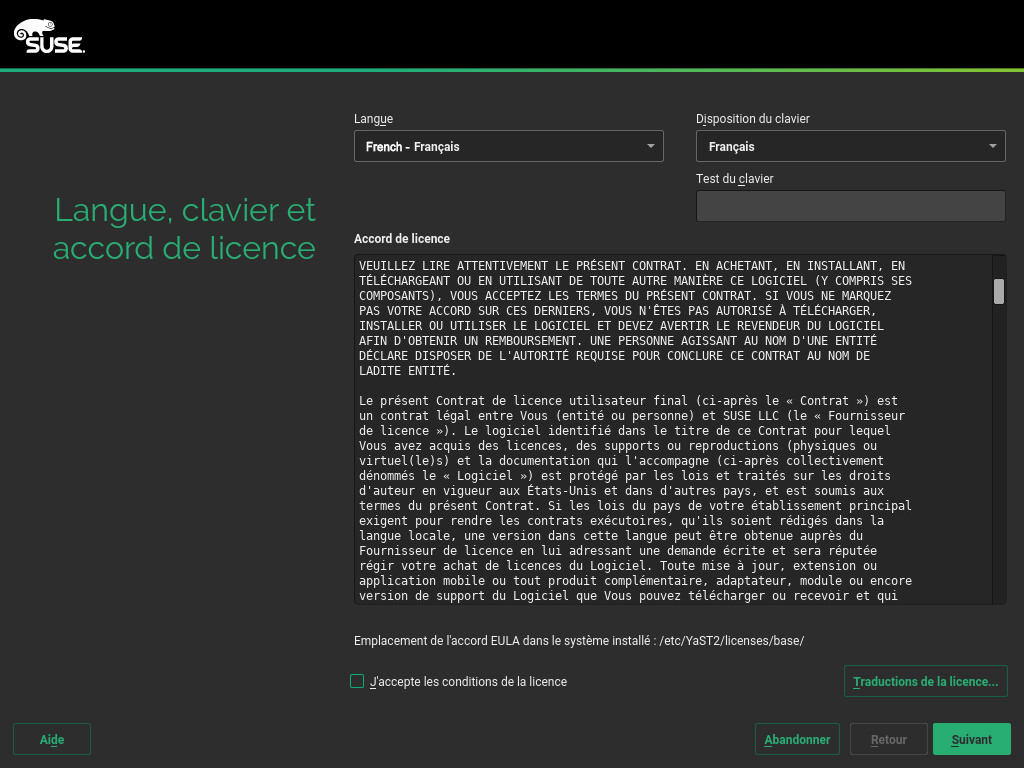 SUSE.
Langue
Disposition du clavier
French - Français
Français
Test du clavier
Langue, clavier et
accord de licence
Accord de licence
VEUILLEZ LIRE ATTENTIVEMENT LE PRÉSENT CONTRAT. EN ACHETANT, EN INSTALLANT, EN
TÉLÉCHARGEANT OU EN UTILISANT DE TOUTE AUTRE MANIÈRE CE LOGICIEL (Y COMPRIS SES
COMPOSANTS), VOUS ACCEPTEZ LES TERMES DU PRÉSENT CONTRAT. SI VOUS NE MARQUEZ
PAS VOTRE ACCORD SUR CES DERNIERS, VOUS N'ÊTES PAS AUTORISÉ À TÉLÉCHARGER,
INSTALLER OU UTILISER LE LOGICIEL ET DEVEZ AVERTIR LE REVENDEUR DU LOGICIEL
AFIN D'OBTENIR UN REMBOURSEMENT. UNE PERSONNE AGISSANT AU NOM D'UNE ENTITÉ
DÉCLARE DISPOSER DE L'AUTORITÉ REQUISE POUR CONCLURE CE CONTRAT AU NOM DE
LADITE ENTITÉ.
Le présent Contrat de licence utilisateur final (ci-après le « Contrat ») est
un contrat légal entre Vous (entité ou personne) et SUSE LLC (le « Fournisseur
de licence »). Le logiciel identifié dans le titre de ce Contrat pour lequel
Vous avez acquis des licences, des supports ou reproductions (physiques ou
virtuel(le)s) et la documentation qui l'accompagne (ci-après collectivement
dénommés le « Logiciel ») est protégé par les lois et traités sur les droits
d'auteur en vigueur aux États-Unis et dans d'autres pays, et est soumis aux
termes du présent Contrat. Si les lois du pays de votre établissement principal
exigent pour rendre les contrats exécutoires, qu'ils soient rédigés dans la
langue locale, une version dans cette langue peut être obtenue auprès du
Fournisseur de licence en lui adressant une demande écrite et sera réputée
régir votre achat de licences du Logiciel. Toute mise à jour, extension ou
application mobile ou tout produit complémentaire, adaptateur, module ou encore
version de support du Logiciel que Vous pouvez télécharger ou recevoir et qui
Emplacement de l'accord EULA dans le système installé : /etc/YaST2/licenses/base/
J'accepte les conditions de la licence
Traductions de la licence...
Aide
Abandonner
Retour
Suivant